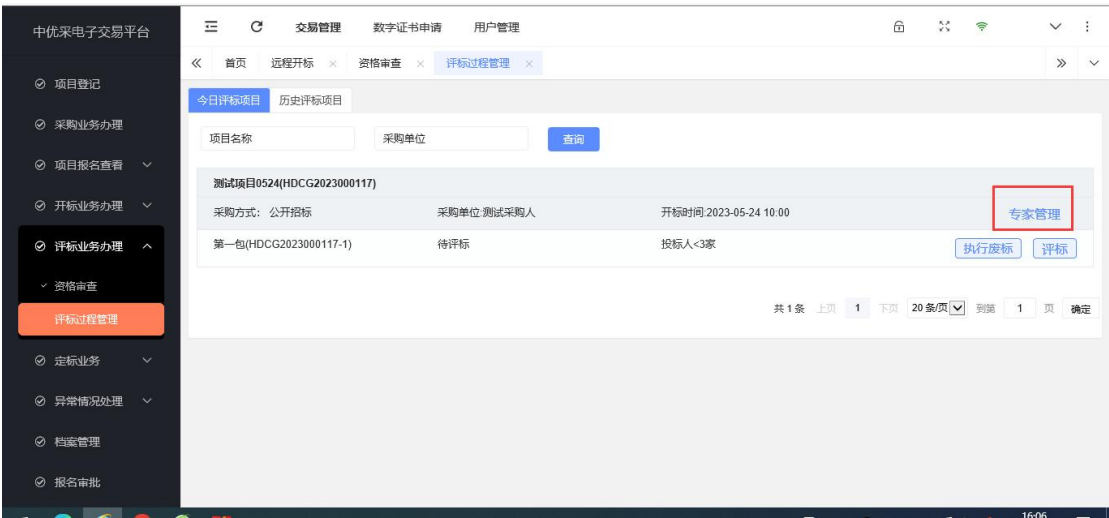 中优采电子交易平台
交易管理 数字证书申请 用户管理
首页 远程开标 资格审查 评标过程管理
项目登记
采购业务办理
项目报名查看
开标业务办理
评标业务办理
资格审查
评标过程管理
定标业务
异常情况处理
档案管理
报名审批
今日评标项目 历史评标项目
项目名称 采购单位 查询
测试项目0524(HDCG2023000117)
采购方式： 公开招标 采购单位:测试采购人 开标时间:2023-05-24 10:00 专家管理
第一包(HDCG2023000117-1) 待评标 投标人<3家 执行废标 评标
共 1 条 上页 1 下页 20 条/页 到第 1 页 确定
16:06